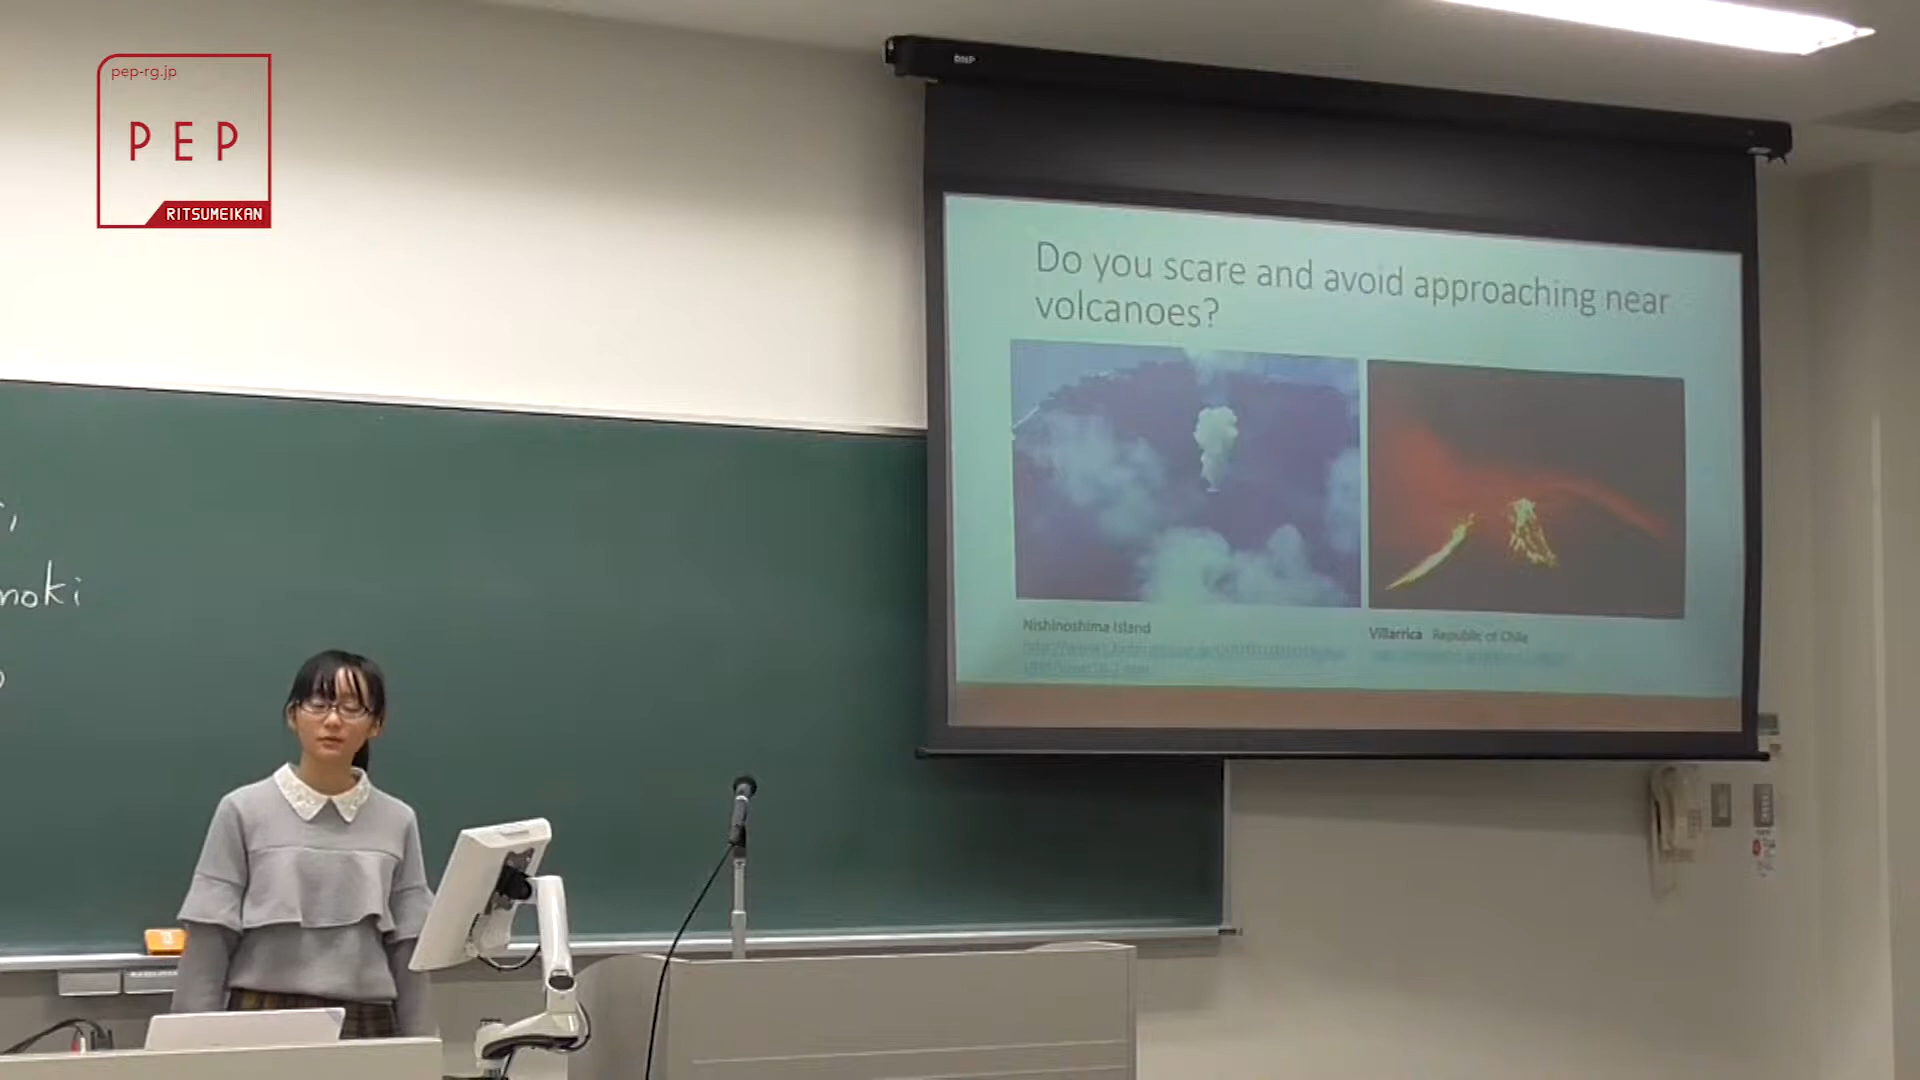 pep-rg.jp
PEP
RITSUMEIKAN
DNP
Do you scare and avoid approaching near
volcanoes?
Nishinoshima Island
Villarrica Republic of Chile
noki